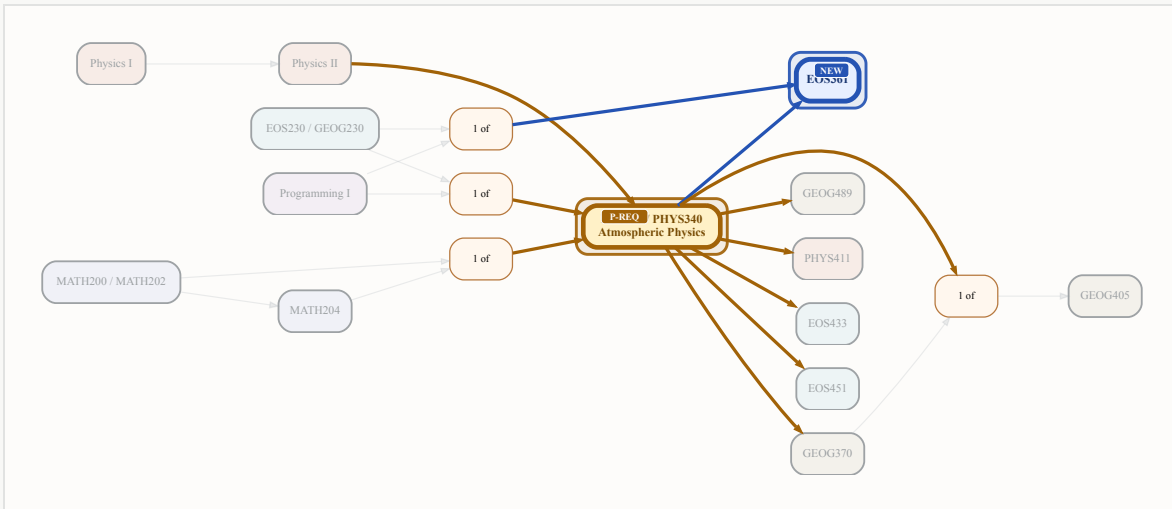 Physics I
Physics II
NEW
EOS361
EOS230 / GEOG230
1 of
Programming I
1 of
GEOG489
P-REQ / PHYS340
Atmospheric Physics
1 of
PHYS411
MATH200 / MATH202
MATH204
1 of
GEOG405
EOS433
EOS451
GEOG370